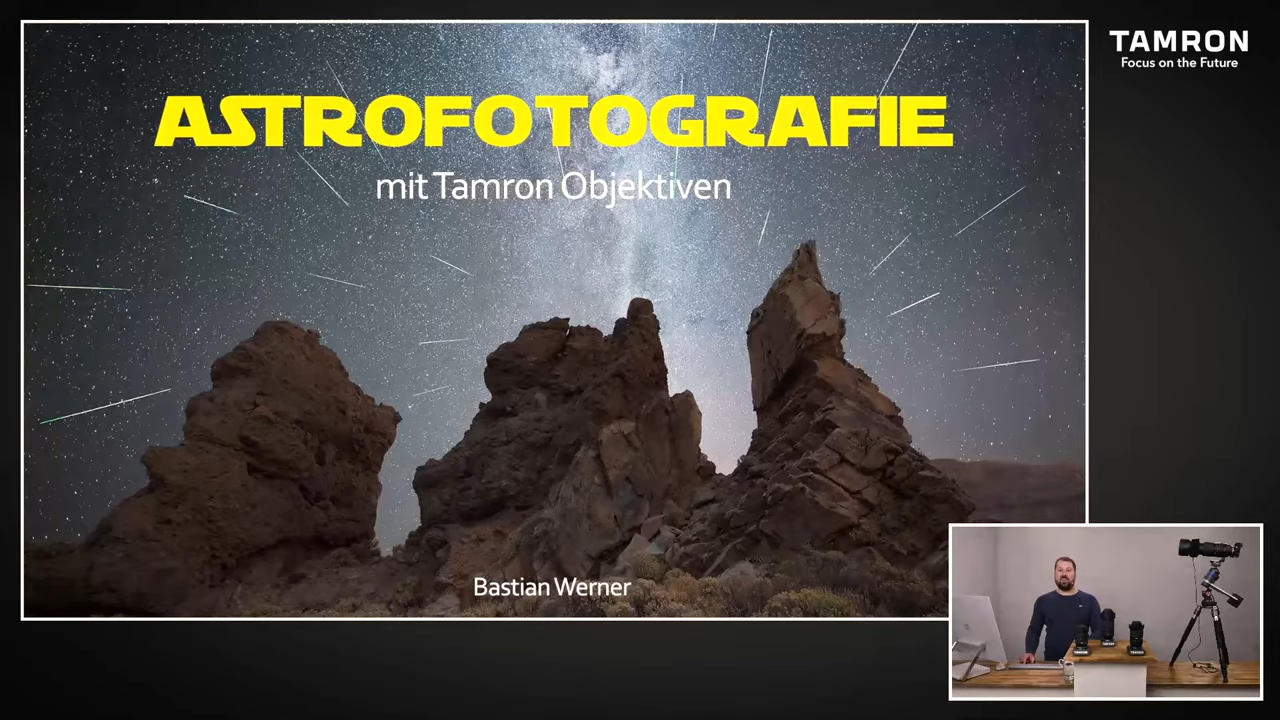 ASTROFOTOGRAFIE
mit Tamron Objektiven
Bastian Werner
TAMRON
Focus on the Future